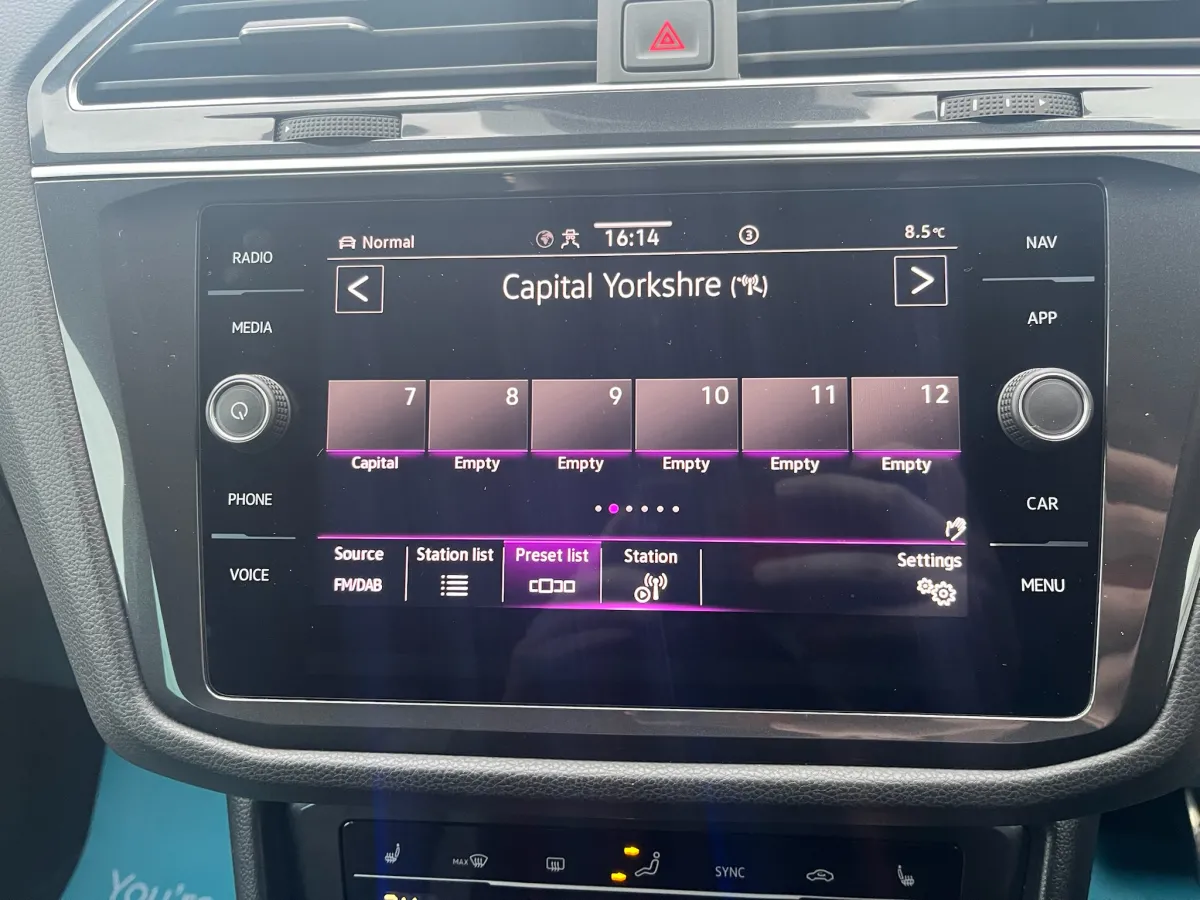 Normal
16:14
3
8.5°C
RADIO
NAV
<
Capital Yorkshre
>
MEDIA
APP
7
8
9
10
11
12
Capital
Empty
Empty
Empty
Empty
Empty
PHONE
CAR
Source
Station list
Preset list
Station
Settings
FM/DAB
VOICE
MENU
MAX
SYNC